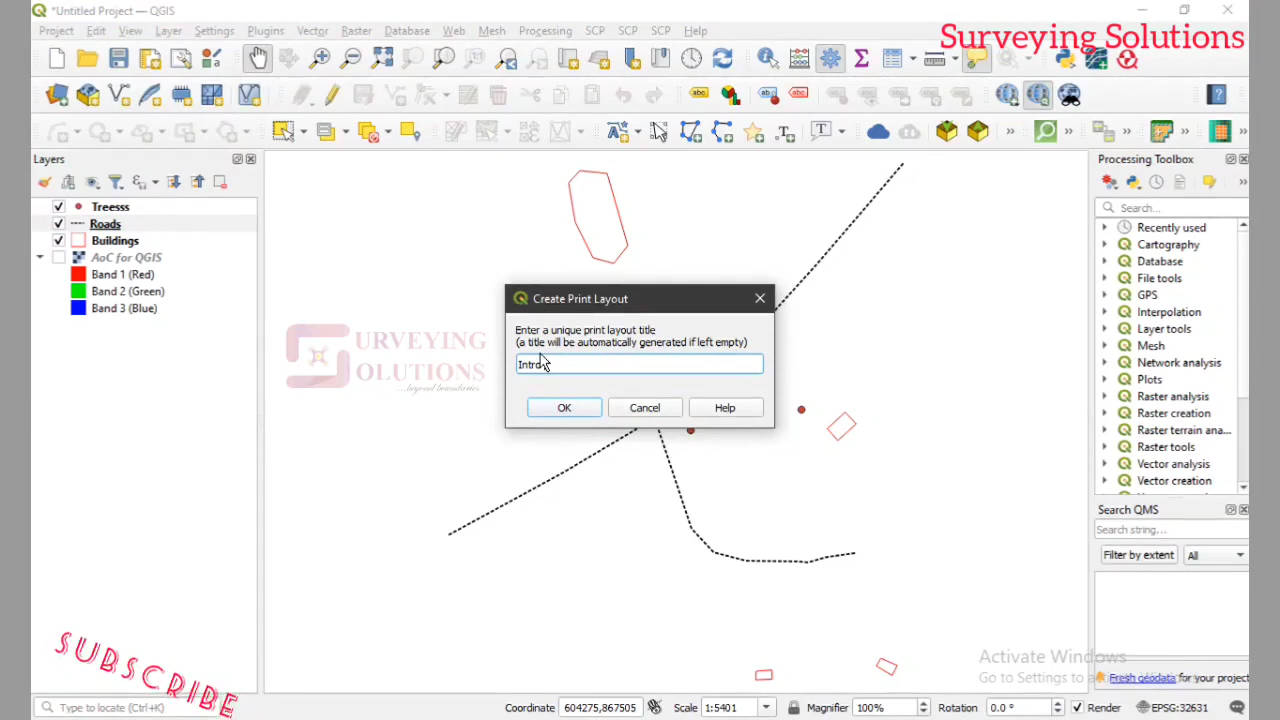 *Untitled Project — QGIS
Surveying Solutions
Project Edit View Layer Settings Plugins Vector Raster Database Web Mesh Processing SCP SCP SCP Help
Layers
Treesss
Roads
Buildings
AoC for QGIS
Band 1 (Red)
Band 2 (Green)
Band 3 (Blue)
URVEYING
OLUTIONS
...beyond boundaries
Create Print Layout
Enter a unique print layout title
(a title will be automatically generated if left empty)
Intro
OK Cancel Help
Processing Toolbox
Search...
Recently used
Cartography
Database
File tools
GPS
Interpolation
Layer tools
Mesh
Network analysis
Plots
Raster analysis
Raster creation
Raster terrain ana...
Raster tools
Vector analysis
Vector creation
Search QMS
Search string...
Filter by extent All
Activate Windows
Go to Settings to
Fresh geodata for your project
SUBSCRIBE
Type to locate (Ctrl+K)
Coordinate 604275,867505 Scale 1:5401 Magnifier 100% Rotation 0.0 ° Render EPSG:32631